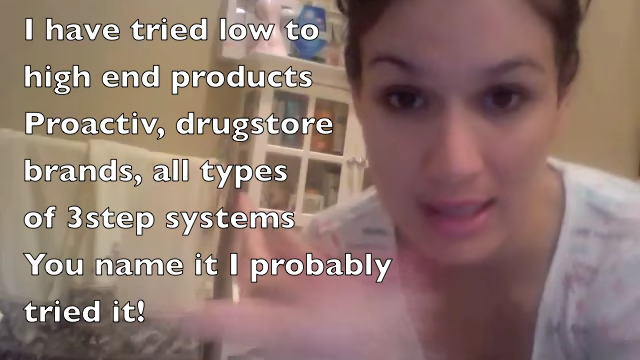 I have tried low to
high end products
Proactiv, drugstore
brands, all types
of 3step systems
You name it I probably
tried it!